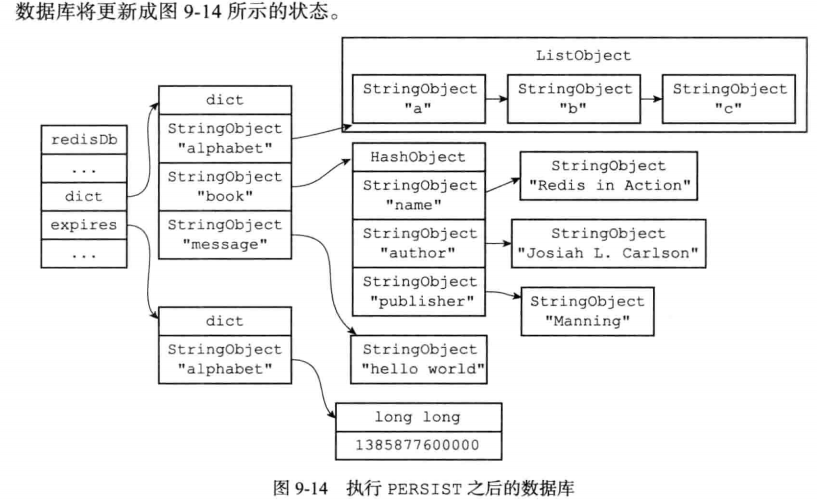 数据库将更新成图 9-14 所示的状态。
ListObject
StringObject
"a"
StringObject
"b"
StringObject
"c"
dict
StringObject
"alphabet"
StringObject
"book"
StringObject
"message"
redisDb
...
dict
expires
...
HashObject
StringObject
"name"
StringObject
"author"
StringObject
"publisher"
StringObject
"Redis in Action"
StringObject
"Josiah L. Carlson"
StringObject
"Manning"
dict
StringObject
"alphabet"
StringObject
"hello world"
long long
1385877600000
图 9-14 执行 PERSIST 之后的数据库